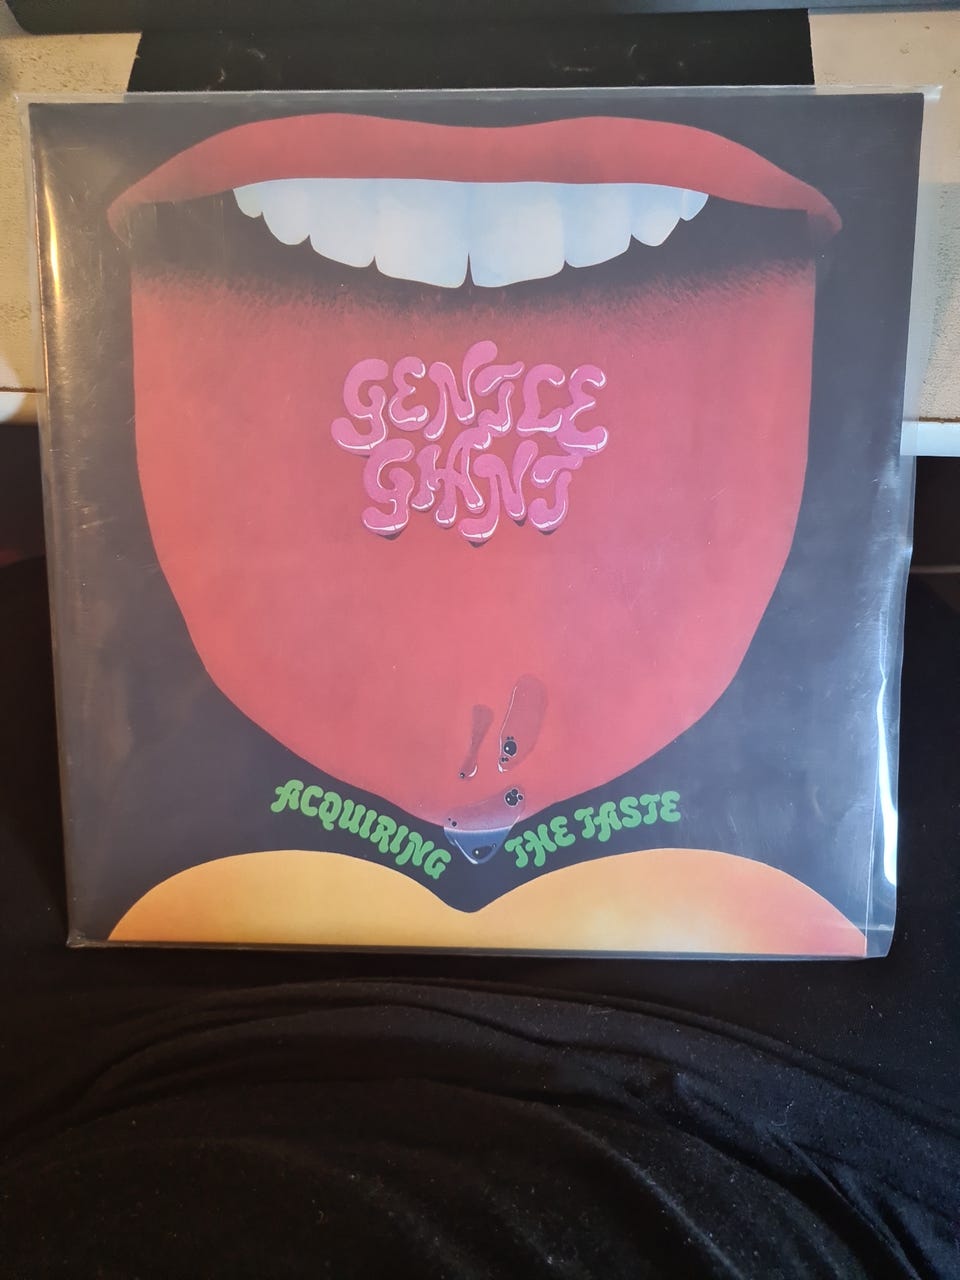 GENTLE
GIANT
ACQUIRING THE TASTE